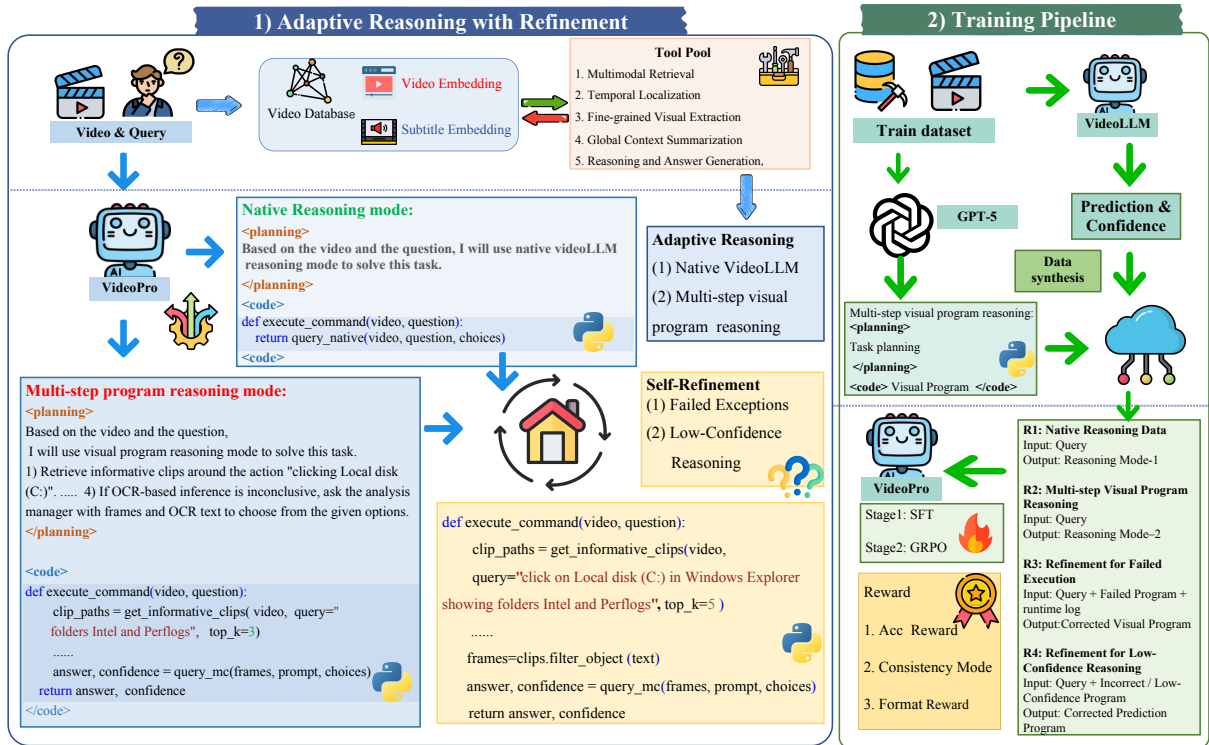 1) Adaptive Reasoning with Refinement
Video & Query
Video Database
Video Embedding
Subtitle Embedding
Tool Pool
1. Multimodal Retrieval
2. Temporal Localization
3. Fine-grained Visual Extraction
4. Global Context Summarization
5. Reasoning and Answer Generation,
AI
VideoPro
Native Reasoning mode:
<planning>
Based on the video and the question, I will use native videoLLM
reasoning mode to solve this task.
</planning>
<code>
def execute_command(video, question):
return query_native(video, question, choices)
<code>
Adaptive Reasoning
(1) Native VideoLLM
(2) Multi-step visual
program reasoning
Multi-step program reasoning mode:
<planning>
Based on the video and the question,
I will use visual program reasoning mode to solve this task.
1) Retrieve informative clips around the action "clicking Local disk
(C:)". ..... 4) If OCR-based inference is inconclusive, ask the analysis
manager with frames and OCR text to choose from the given options.
</planning>
<code>
def execute_command(video, question):
clip_paths = get_informative_clips( video, query="
folders Intel and Perflogs", top_k=3)
......
answer, confidence = query_mc(frames, prompt, choices)
return answer, confidence
</code>
Self-Refinement
(1) Failed Exceptions
(2) Low-Confidence
Reasoning
def execute_command(video, question):
clip_paths = get_informative_clips(video,
query="click on Local disk (C:) in Windows Explorer
showing folders Intel and Perflogs", top_k=5 )
......
frames=clips.filter_object (text)
answer, confidence = query_mc(frames, prompt, choices)
return answer, confidence
2) Training Pipeline
Train dataset
AI
VideoLLM
GPT-5
Prediction &
Confidence
Data
synthesis
Multi-step visual program reasoning:
<planning>
Task planning
</planning>
<code> Visual Program </code>
AI
VideoPro
Stage1: SFT
Stage2: GRPO
Reward
1. Acc Reward
2. Consistency Mode
3. Format Reward
R1: Native Reasoning Data
Input: Query
Output: Reasoning Mode-1
R2: Multi-step Visual Program
Reasoning
Input: Query
Output: Reasoning Mode–2
R3: Refinement for Failed
Execution
Input: Query + Failed Program +
runtime log
Output:Corrected Visual Program
R4: Refinement for Low-
Confidence Reasoning
Input: Query + Incorrect / Low-
Confidence Program
Output: Corrected Prediction
Program